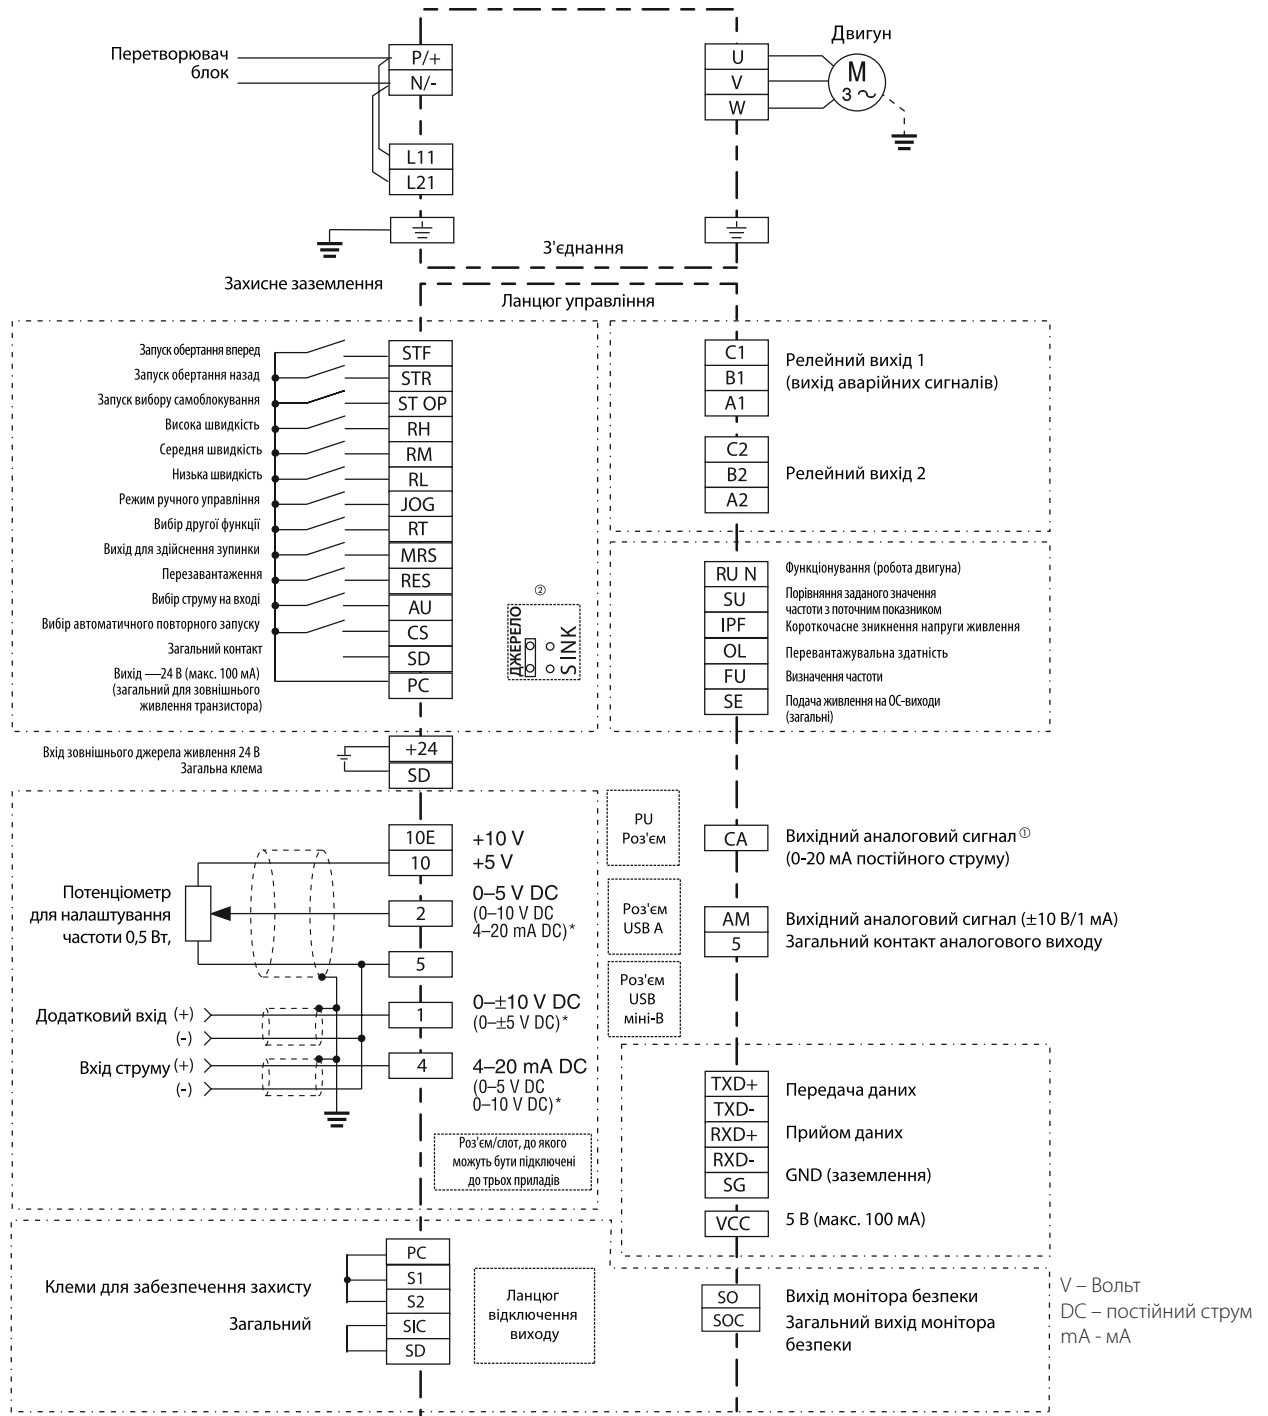 Перетворювач
блок
P/+
N/-
L11
L21
U
V
W
Двигун
M
3 ~
З'єднання
Захисне заземлення
Ланцюг управління
Запуск обертання вперед
STF
Запуск обертання назад
STR
Запуск вибору самоблокування
ST OP
Висока швидкість
RH
Середня швидкість
RM
Низька швидкість
RL
Режим ручного управління
JOG
Вибір другої функції
RT
Вихід для здійснення зупинки
MRS
Перезавантаження
RES
Вибір струму на вході
AU
Вибір автоматичного повторного запуску
CS
Загальний контакт
SD
Вихід —24 В (макс. 100 мА)
(загальний для зовнішнього
живлення транзистора)
PC
②
ДЖЕРЕЛО
SINK
C1
B1
A1
Релейний вихід 1
(вихід аварійних сигналів)
C2
B2
A2
Релейний вихід 2
RU N
Функціонування (робота двигуна)
SU
Порівняння заданого значення
частоти з поточним показником
IPF
Короткочасне зникнення напруги живлення
OL
Перевантажувальна здатність
FU
Визначення частоти
SE
Подача живлення на ОС-виходи
(загальні)
Вхід зовнішнього джерела живлення 24 В
Загальна клема
+24
SD
10E
+10 V
10
+5 V
Потенціометр
для налаштування
частоти 0,5 Вт,
2
0–5 V DC
(0–10 V DC
4–20 mA DC)*
5
Додатковий вхід (+)
(-)
1
0–±10 V DC
(0–±5 V DC)*
Вхід струму (+)
(-)
4
4–20 mA DC
(0–5 V DC
0–10 V DC)*
Роз'єм/слот, до якого
можуть бути підключені
до трьох приладів
PU
Роз'єм
Роз'єм
USB A
Роз'єм
USB
міні-B
CA
Вихідний аналоговий сигнал ①
(0-20 мА постійного струму)
AM
5
Вихідний аналоговий сигнал (±10 В/1 мА)
Загальний контакт аналогового виходу
TXD+
TXD-
RXD+
RXD-
SG
VCC
Передача даних
Прийом даних
GND (заземлення)
5 В (макс. 100 мА)
PC
S1
S2
SIC
SD
Клеми для забезпечення захисту
Загальний
Ланцюг
відключення
виходу
SO
SOC
Вихід монітора безпеки
Загальний вихід монітора
безпеки
V – Вольт
DC – постійний струм
mA - мА